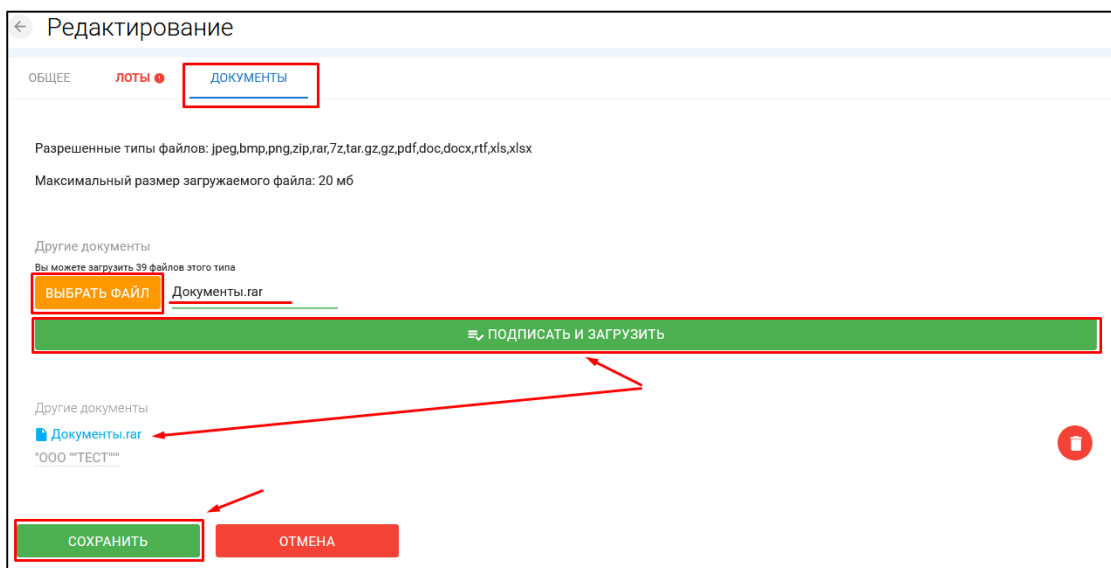 Редактирование
ОБЩЕЕ ЛОТЫ ДОКУМЕНТЫ
Разрешенные типы файлов: jpeg,bmp,png,zip,rar,7z,tar.gz,gz,pdf,doc,docx,rtf,xls,xlsx
Максимальный размер загружаемого файла: 20 мб
Другие документы
Вы можете загрузить 39 файлов этого типа
ВЫБРАТЬ ФАЙЛ Документы.rar
ПОДПИСАТЬ И ЗАГРУЗИТЬ
Другие документы
Документы.rar
"ООО ""ТЕСТ"""
СОХРАНИТЬ ОТМЕНА